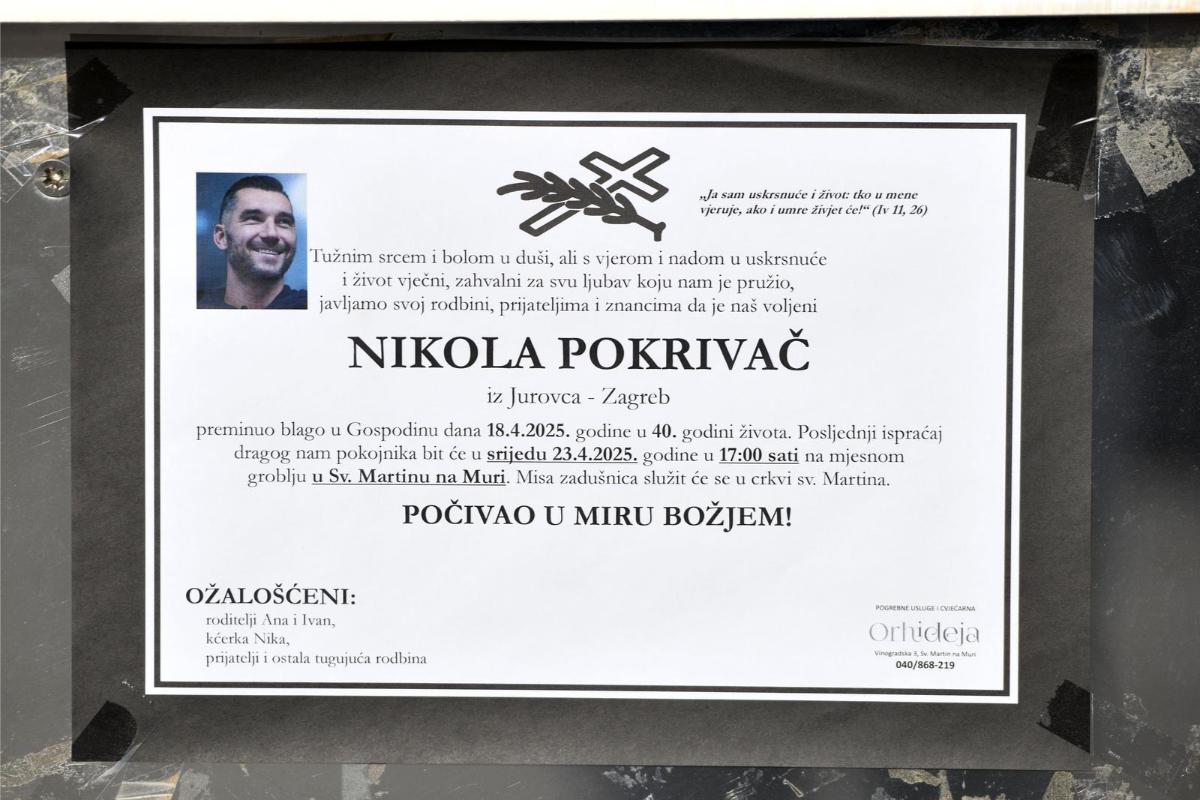 „Ja sam uskrsnuće i život: tko u mene
vjeruje, ako i umre živjet će!“ (Iv 11, 26)
Tužnim srcem i bolom u duši, ali s vjerom i nadom u uskrsnuće
i život vječni, zahvalni za svu ljubav koju nam je pružio,
javljamo svoj rodbini, prijateljima i znancima da je naš voljeni
NIKOLA POKRIVAČ
iz Jurovca - Zagreb
preminuo blago u Gospodinu dana 18.4.2025. godine u 40. godini života. Posljednji ispraćaj
dragog nam pokojnika bit će u srijedu 23.4.2025. godine u 17:00 sati na mjesnom
groblju u Sv. Martinu na Muri. Misa zadušnica služit će se u crkvi sv. Martina.
POČIVAO U MIRU BOŽJEM!
OŽALOŠĆENI:
roditelji Ana i Ivan,
kćerka Nika,
prijatelji i ostala tugujuća rodbina
POGREBNE USLUGE I CVJEĆARNA
Orhideja
Vinogradska 3, Sv. Martin na Muri
040/868-219